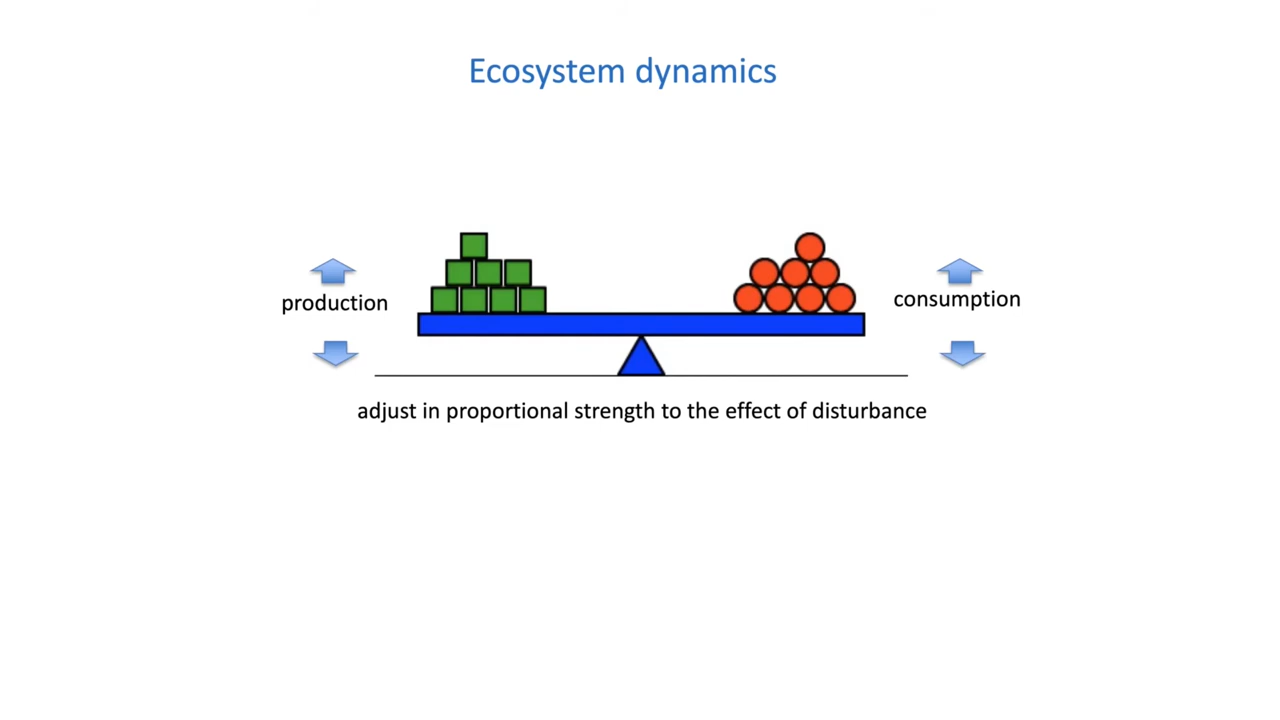 Ecosystem dynamics
production
consumption
adjust in proportional strength to the effect of disturbance